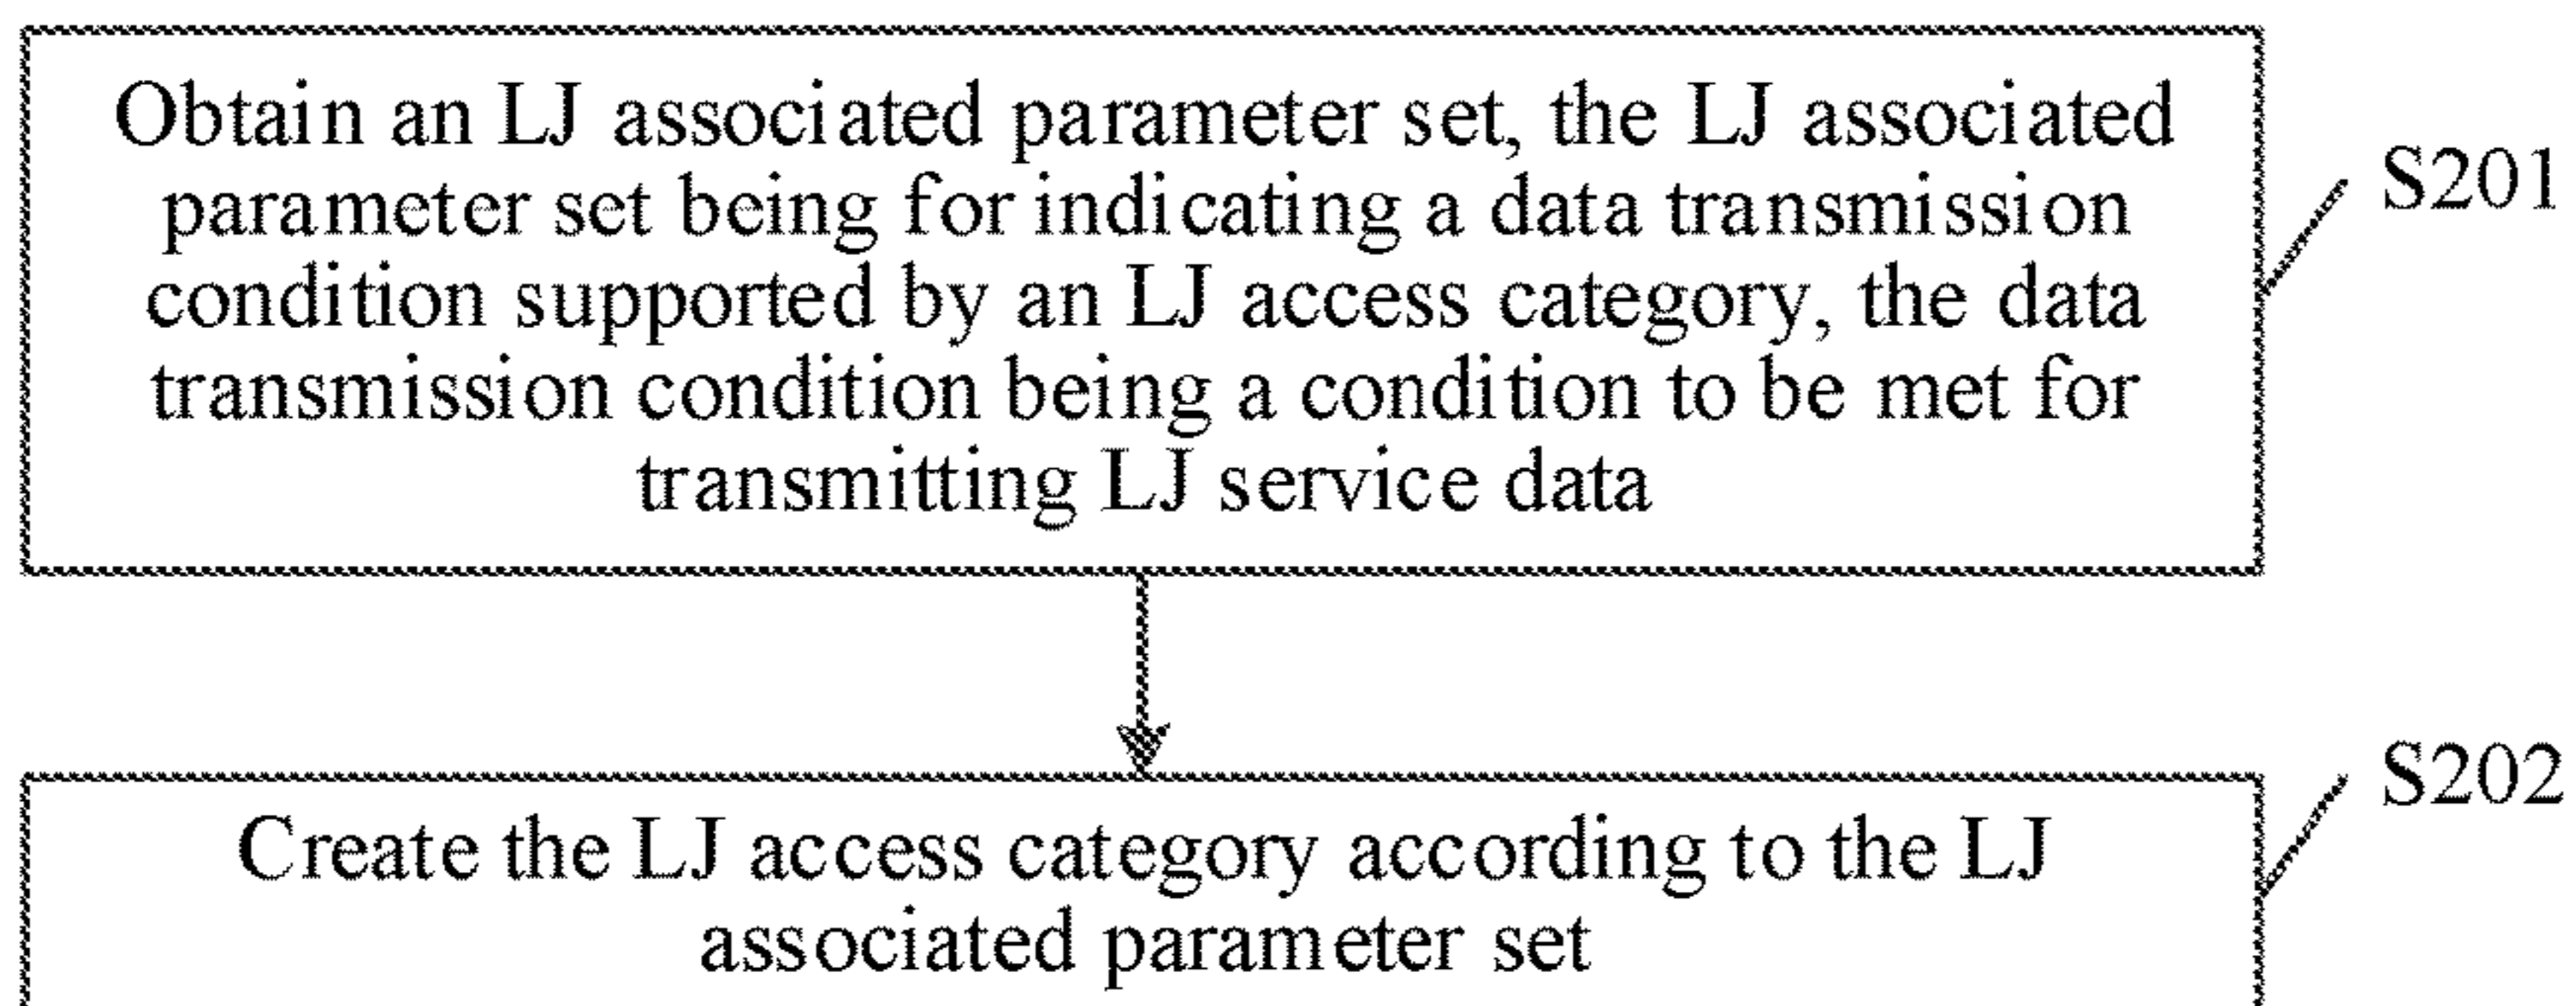 Obtain an LJ associated parameter set, the LJ associated
parameter set being for indicating a data transmission
condition supported by an LJ access category, the data
transmission condition being a condition to be met for
transmitting LJ service data
S201
Create the LJ access category according to the LJ
associated parameter set
S202